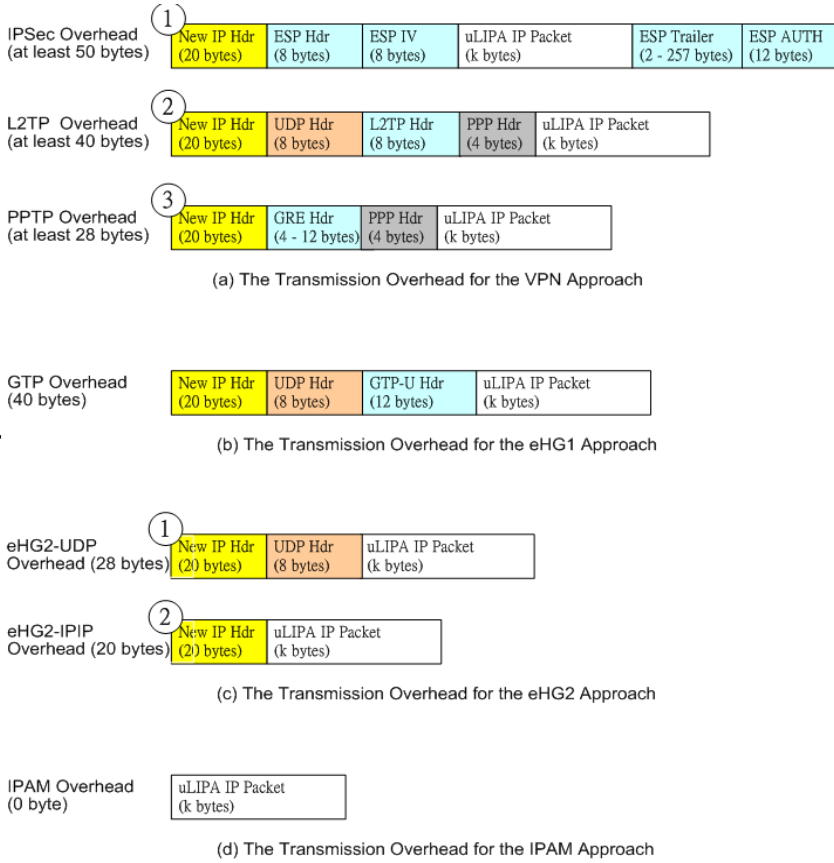 IPSec Overhead
(at least 50 bytes)
1
New IP Hdr
(20 bytes)
ESP Hdr
(8 bytes)
ESP IV
(8 bytes)
uLIPA IP Packet
(k bytes)
ESP Trailer
(2 - 257 bytes)
ESP AUTH
(12 bytes)
L2TP Overhead
(at least 40 bytes)
2
New IP Hdr
(20 bytes)
UDP Hdr
(8 bytes)
L2TP Hdr
(8 bytes)
PPP Hdr
(4 bytes)
uLIPA IP Packet
(k bytes)
PPTP Overhead
(at least 28 bytes)
3
New IP Hdr
(20 bytes)
GRE Hdr
(4 - 12 bytes)
PPP Hdr
(4 bytes)
uLIPA IP Packet
(k bytes)
(a) The Transmission Overhead for the VPN Approach
GTP Overhead
(40 bytes)
New IP Hdr
(20 bytes)
UDP Hdr
(8 bytes)
GTP-U Hdr
(12 bytes)
uLIPA IP Packet
(k bytes)
(b) The Transmission Overhead for the eHG1 Approach
eHG2-UDP
Overhead (28 bytes)
1
New IP Hdr
(20 bytes)
UDP Hdr
(8 bytes)
uLIPA IP Packet
(k bytes)
eHG2-IPIP
Overhead (20 bytes)
2
New IP Hdr
(20 bytes)
uLIPA IP Packet
(k bytes)
(c) The Transmission Overhead for the eHG2 Approach
IPAM Overhead
(0 byte)
uLIPA IP Packet
(k bytes)
(d) The Transmission Overhead for the IPAM Approach